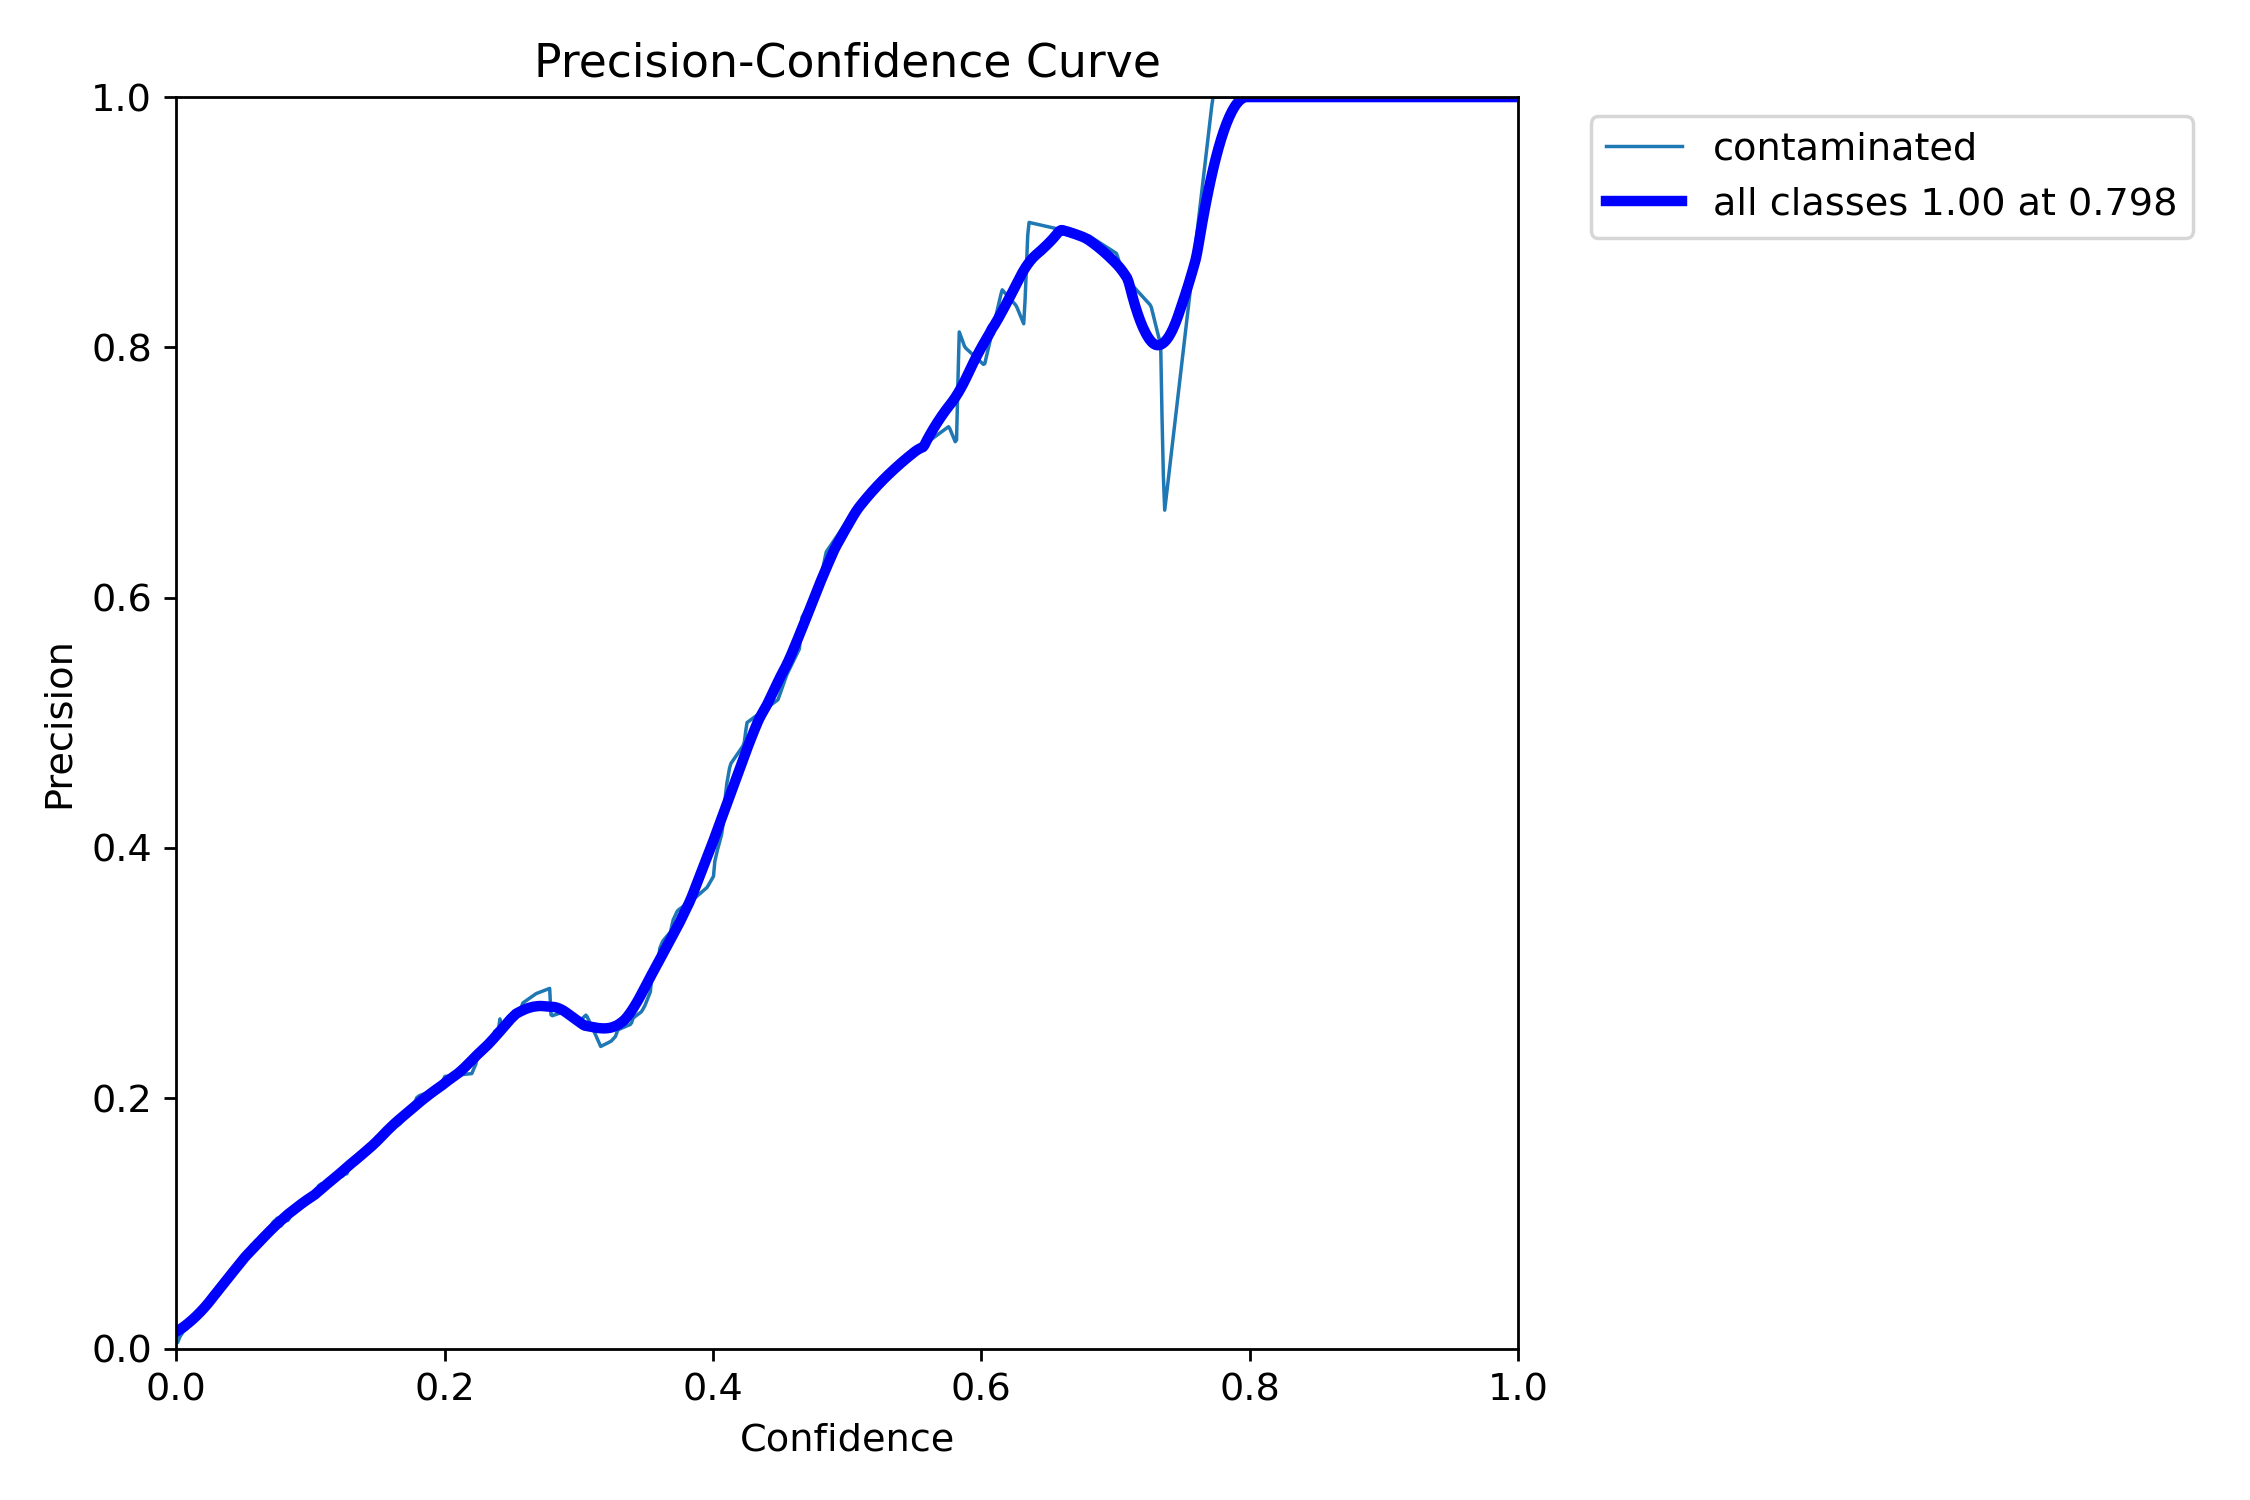 Precision-Confidence Curve
contaminated
all classes 1.00 at 0.798
1.0
0.8
0.6
0.4
0.2
0.0
Precision
0.0 0.2 0.4 0.6 0.8 1.0
Confidence